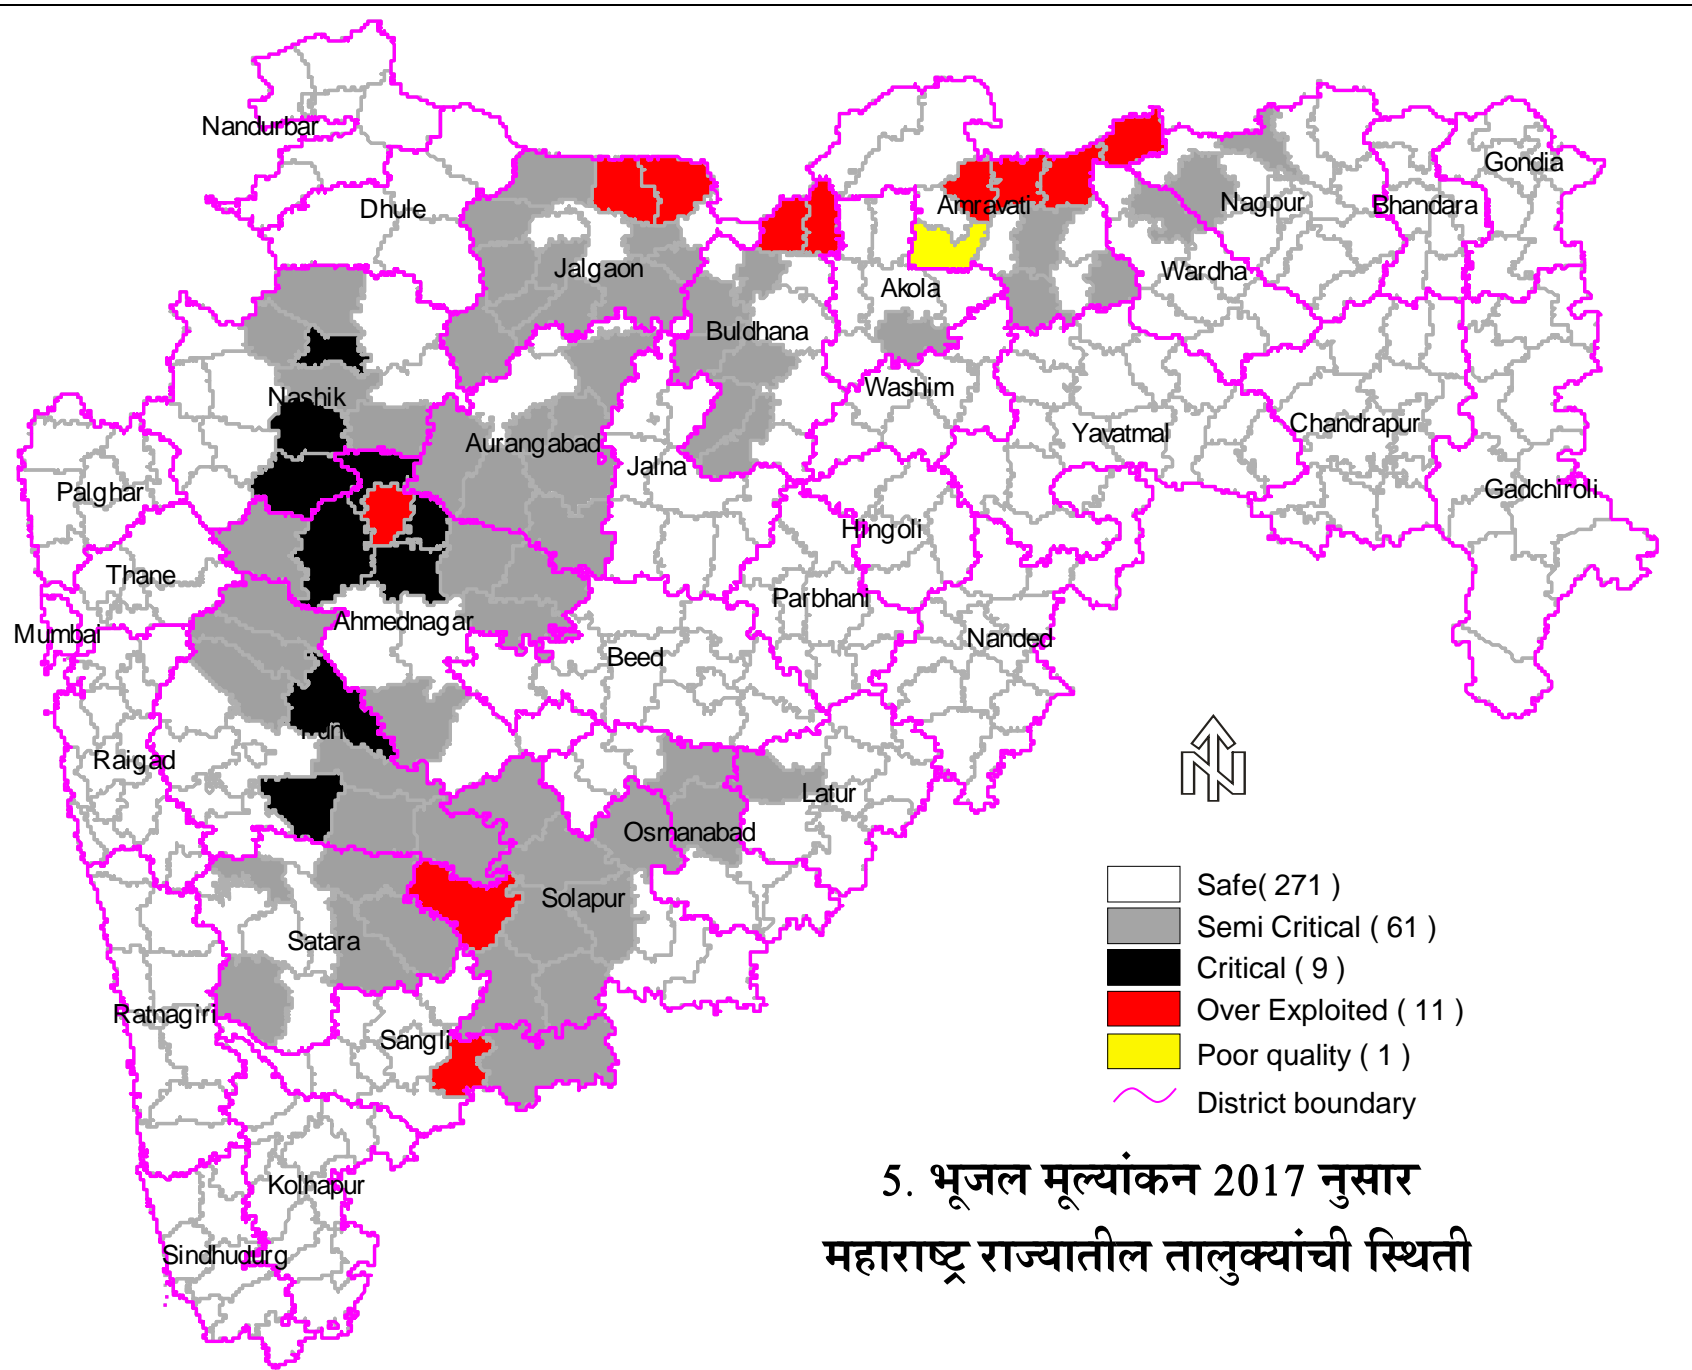 Nandurbar
Gondia
Dhule
Amravati
Nagpur
Bhandara
Jalgaon
Wardha
Akola
Buldhana
Washim
Nashik
Chandrapur
Aurangabad
Yavatmal
Jalna
Palghar
Gadchiroli
Hingoli
Thane
Parbhani
Ahmednagar
Mumbai
Nanded
Beed
Raigad
Latur
Osmanabad
Solapur
Satara
Ratnagiri
Sangli
Kolhapur
Sindhudurg
N
Safe( 271 )
Semi Critical ( 61 )
Critical ( 9 )
Over Exploited ( 11 )
Poor quality ( 1 )
District boundary
5. भूजल मूल्यांकन 2017 नुसार
महाराष्ट्र राज्यातील तालुक्यांची स्थिती